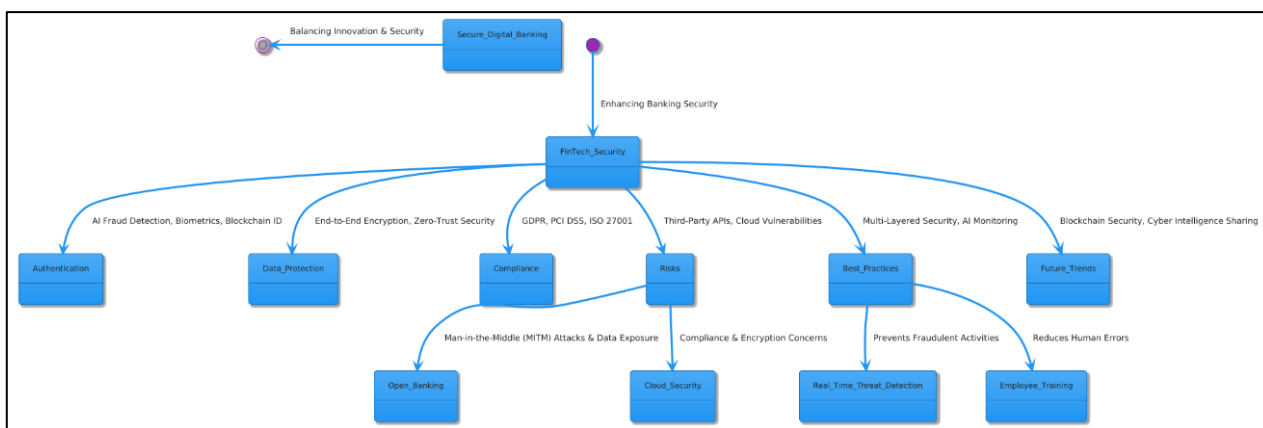 Balancing Innovation & Security
Secure_Digital_Banking
Enhancing Banking Security
FinTech_Security
AI Fraud Detection, Biometrics, Blockchain ID
End-to-End Encryption, Zero-Trust Security
GDPR, PCI DSS, ISO 27001
Third-Party APIs, Cloud Vulnerabilities
Multi-Layered Security, AI Monitoring
Blockchain Security, Cyber Intelligence Sharing
Authentication
Data_Protection
Compliance
Risks
Best_Practices
Future_Trends
Man-in-the-Middle (MITM) Attacks & Data Exposure
Compliance & Encryption Concerns
Prevents Fraudulent Activities
Reduces Human Errors
Open_Banking
Cloud_Security
Real_Time_Threat_Detection
Employee_Training